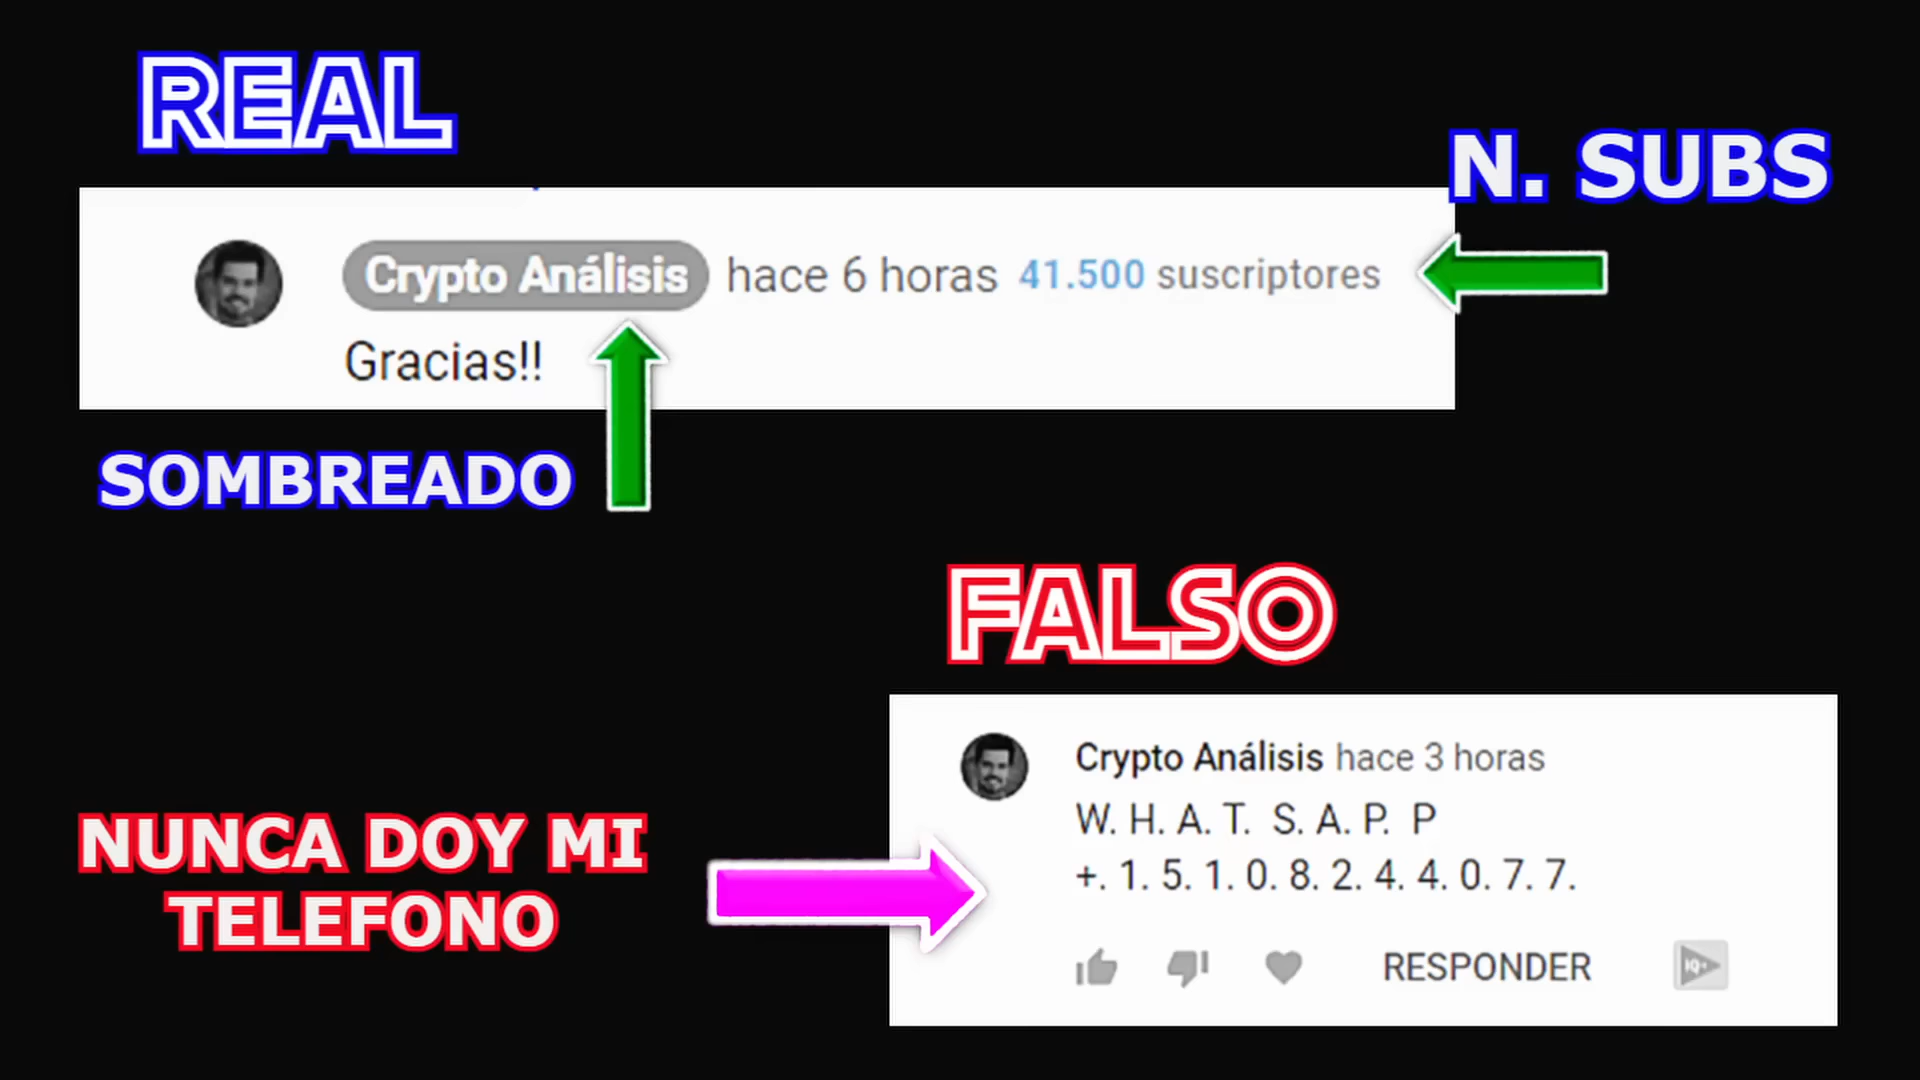 REAL
N. SUBS
Crypto Análisis hace 6 horas 41.500 suscriptores
Gracias!!
SOMBREADO
FALSO
Crypto Análisis hace 3 horas
W. H. A. T. S. A. P. P
+. 1. 5. 1. 0. 8. 2. 4. 4. 0. 7. 7.
NUNCA DOY MI
TELEFONO
RESPONDER
IQ+